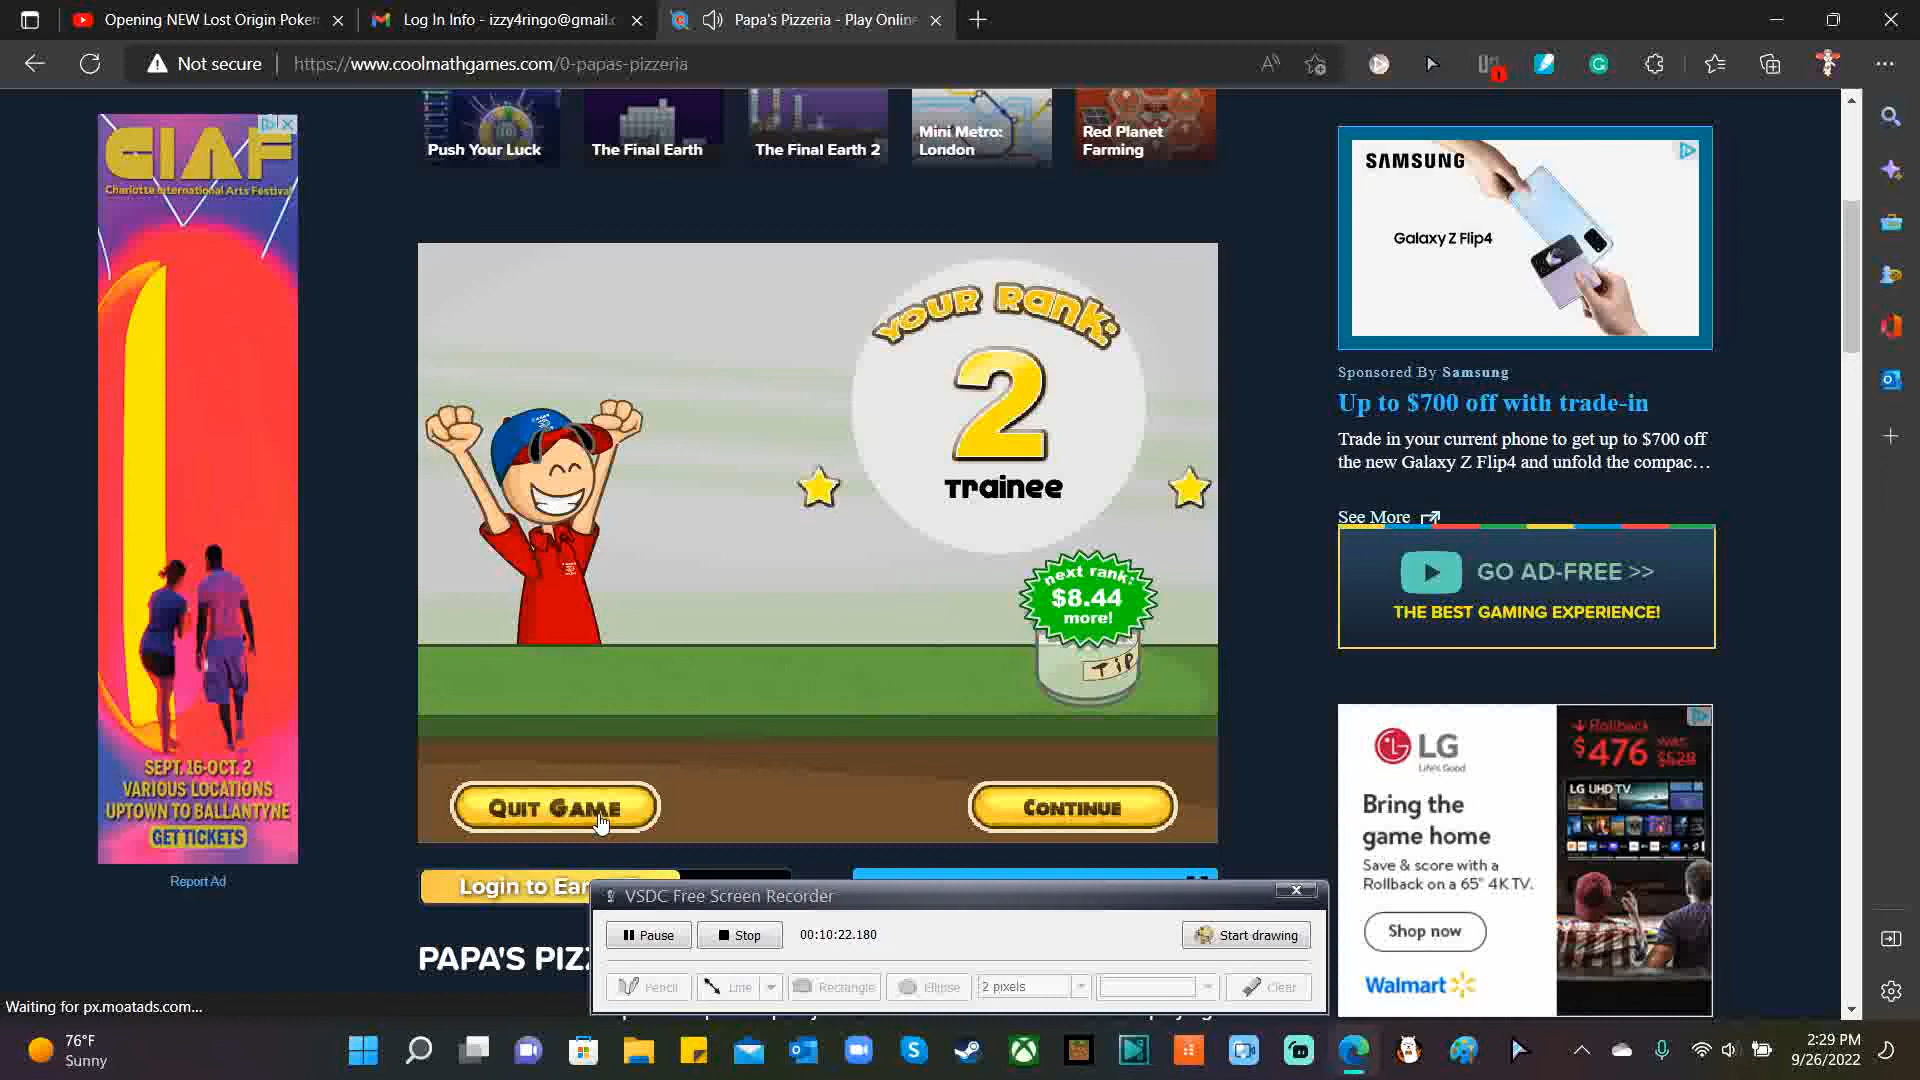 Opening NEW Lost Origin Poker
Log In Info - izzy4ringo@gmail.c
Papa's Pizzeria - Play Online
Not secure
https://www.coolmathgames.com/0-papas-pizzeria
Push Your Luck
The Final Earth
The Final Earth 2
Mini Metro:
London
Red Planet
Farming
CIAF
Charlotte International Arts Festival
SEPT. 16-OCT. 2
VARIOUS LOCATIONS
UPTOWN TO BALLANTYNE
GET TICKETS
Report Ad
YOUR RANK:
2
Trainee
next rank:
$8.44
more!
TIP
QUIT GAME
CONTINUE
SAMSUNG
Galaxy Z Flip4
Sponsored By Samsung
Up to $700 off with trade-in
Trade in your current phone to get up to $700 off
the new Galaxy Z Flip4 and unfold the compac...
See More
GO AD-FREE >>
THE BEST GAMING EXPERIENCE!
LG
Life's Good
Bring the
game home
Save & score with a
Rollback on a 65" 4K TV.
Shop now
Walmart
Rollback
$476 was $528
LG UHD TV
Login to Ear
PAPA'S PIZZ
VSDC Free Screen Recorder
Pause
Stop
00:10:22.180
Start drawing
Pencil
Line
Rectangle
Ellipse
2 pixels
Clear
Waiting for px.moatads.com...
76°F
Sunny
2:29 PM
9/26/2022